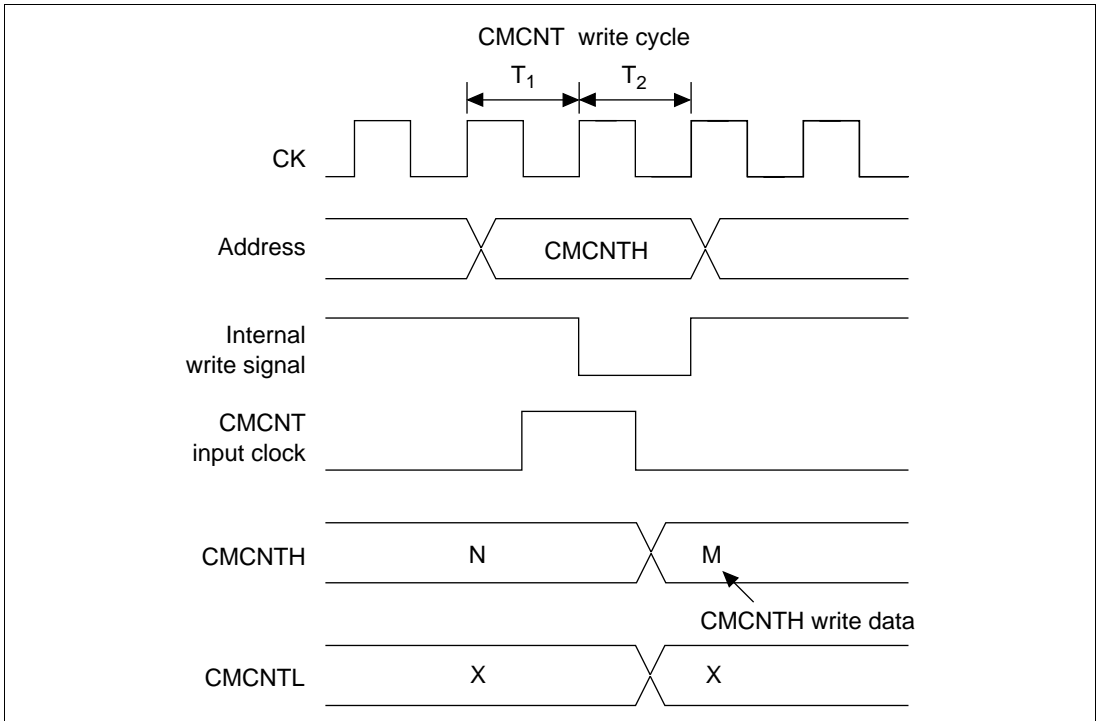 CMCNT write cycle
T1 T2
CK
Address
CMCNTH
Internal
write signal
CMCNT
input clock
CMCNTH
N
M
CMCNTH write data
CMCNTL
X
X